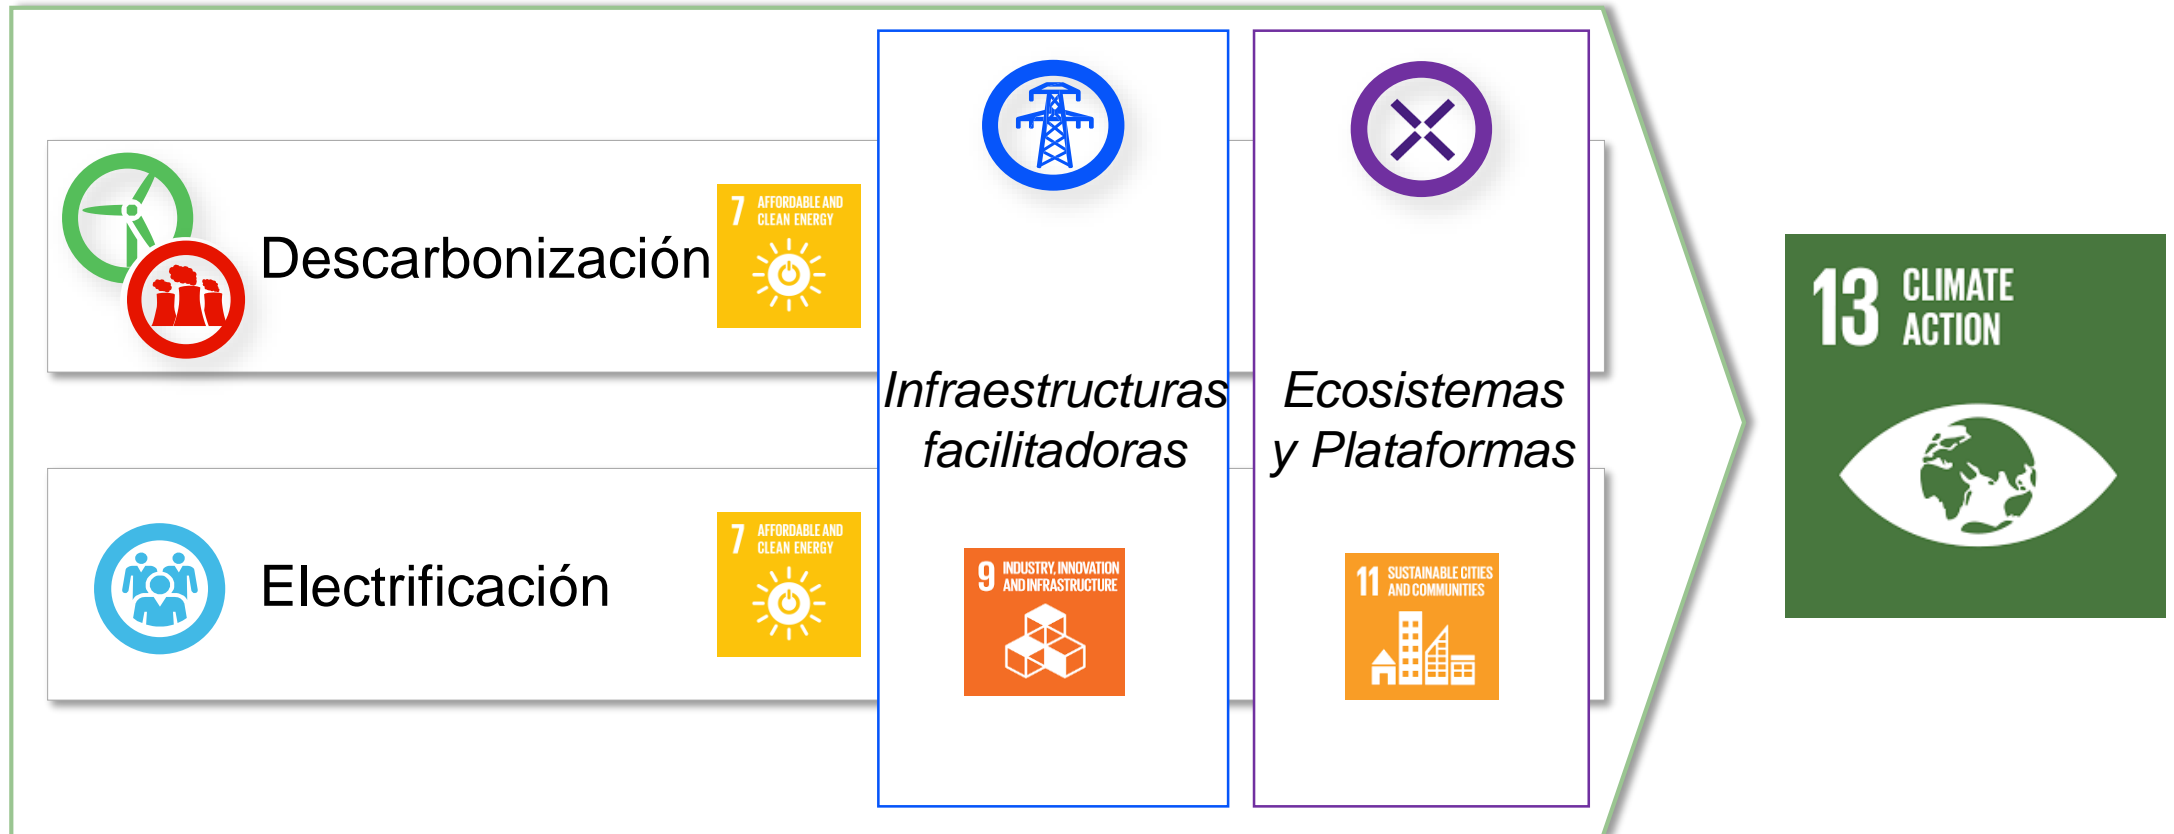 Descarbonización
7 AFFORDABLE AND
CLEAN ENERGY
Electrificación
7 AFFORDABLE AND
CLEAN ENERGY
Infraestructuras
facilitadoras
9 INDUSTRY, INNOVATION
AND INFRASTRUCTURE
Ecosistemas
y Plataformas
11 SUSTAINABLE CITIES
AND COMMUNITIES
13 CLIMATE
ACTION